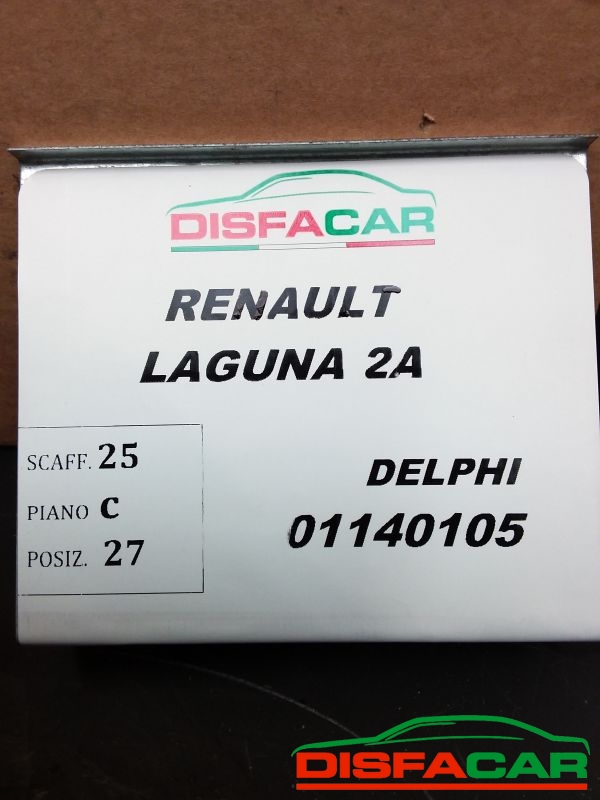 DISFACAR
RENAULT
LAGUNA 2A
SCAFF. 25
PIANO C
POSIZ. 27
DELPHI
01140105
DISFACAR